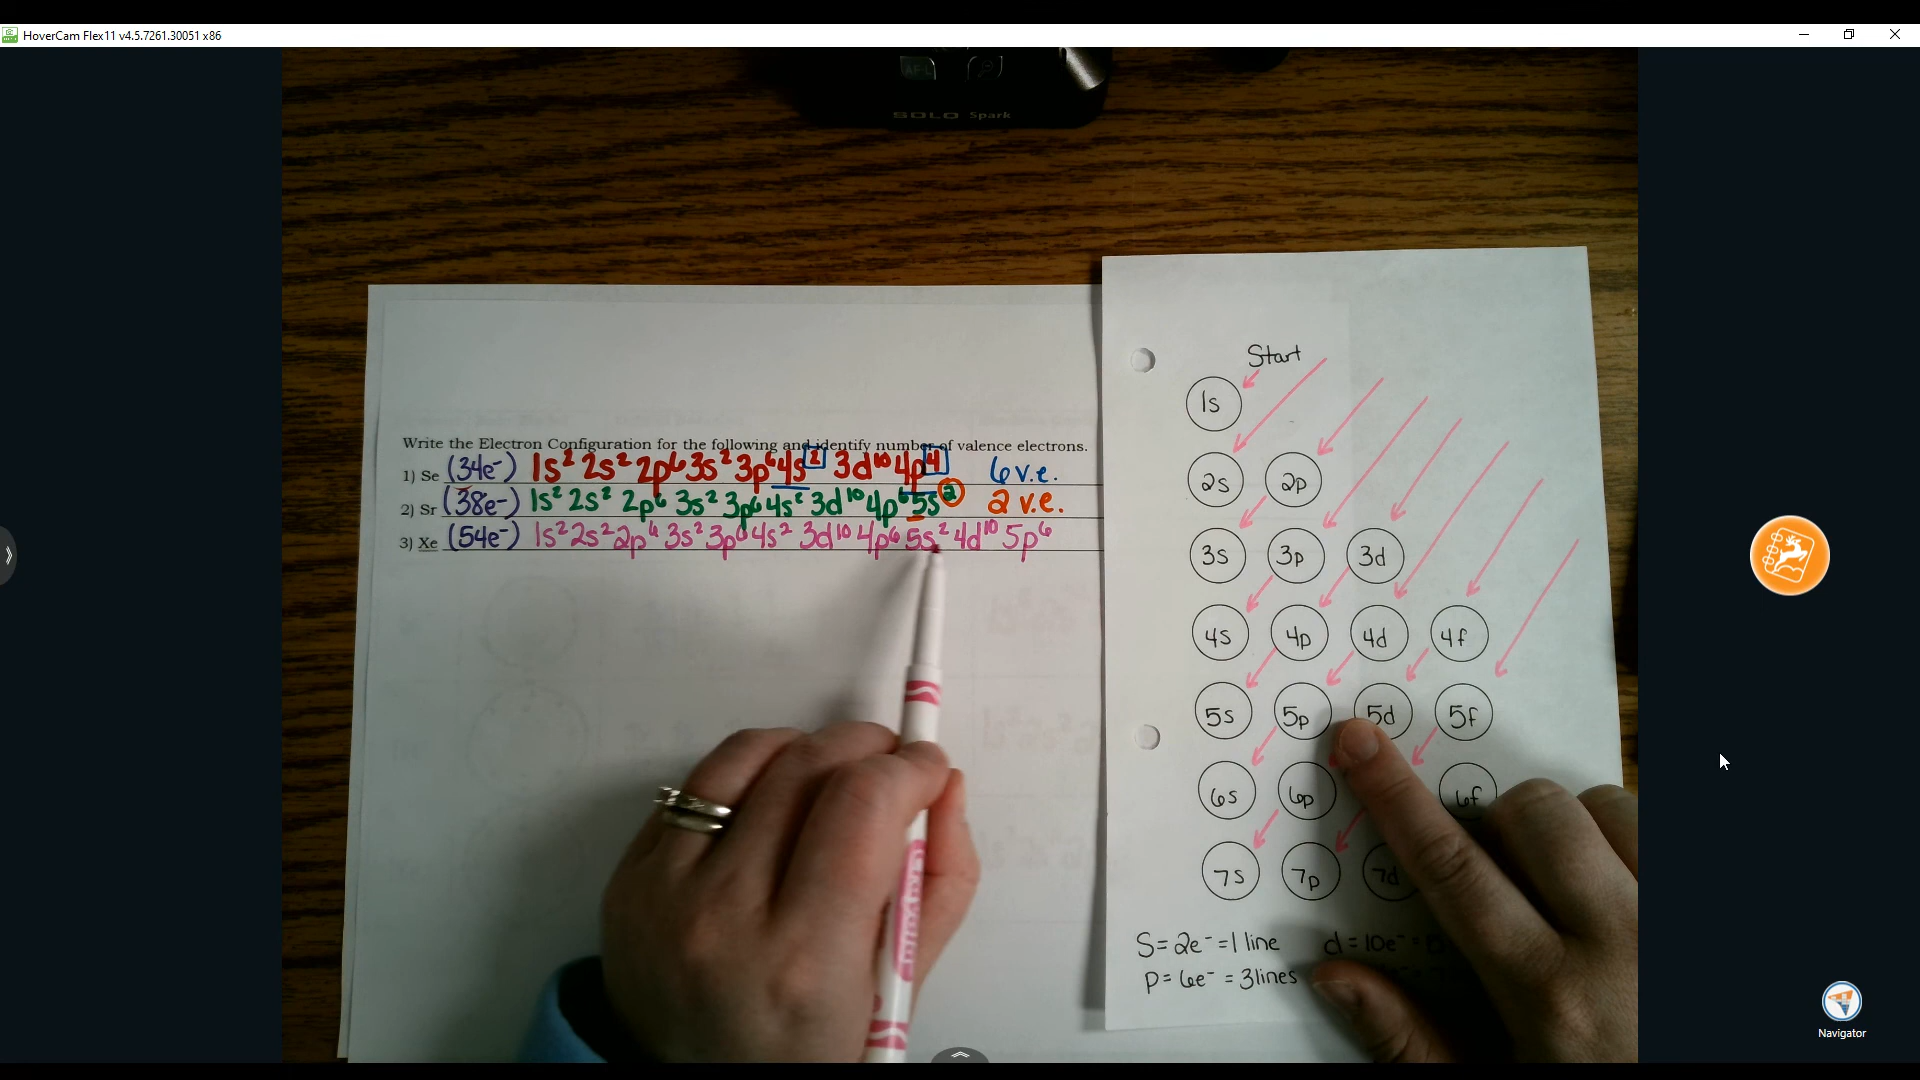 HoverCam Flex11 v4.5.7261.30051 x86
AF-L
SOLO Spark
Write the Electron Configuration for the following and identify number of valence electrons.
1) Se (34e⁻) 1s² 2s² 2p⁶ 3s² 3p⁶ 4s² 3d¹⁰ 4p⁴ 6 v.e.
2) Sr (38e⁻) 1s² 2s² 2p⁶ 3s² 3p⁶ 4s² 3d¹⁰ 4p⁶ 5s² 2 v.e.
3) Xe (54e⁻) 1s² 2s² 2p⁶ 3s² 3p⁶ 4s² 3d¹⁰ 4p⁶ 5s² 4d¹⁰ 5p⁶
Start
1s
2s 2p
3s 3p 3d
4s 4p 4d 4f
5s 5p 5d 5f
6s 6p 6f
7s 7p 7d
S = 2e⁻ = 1 line d = 10e⁻ =
p = 6e⁻ = 3 lines
Navigator